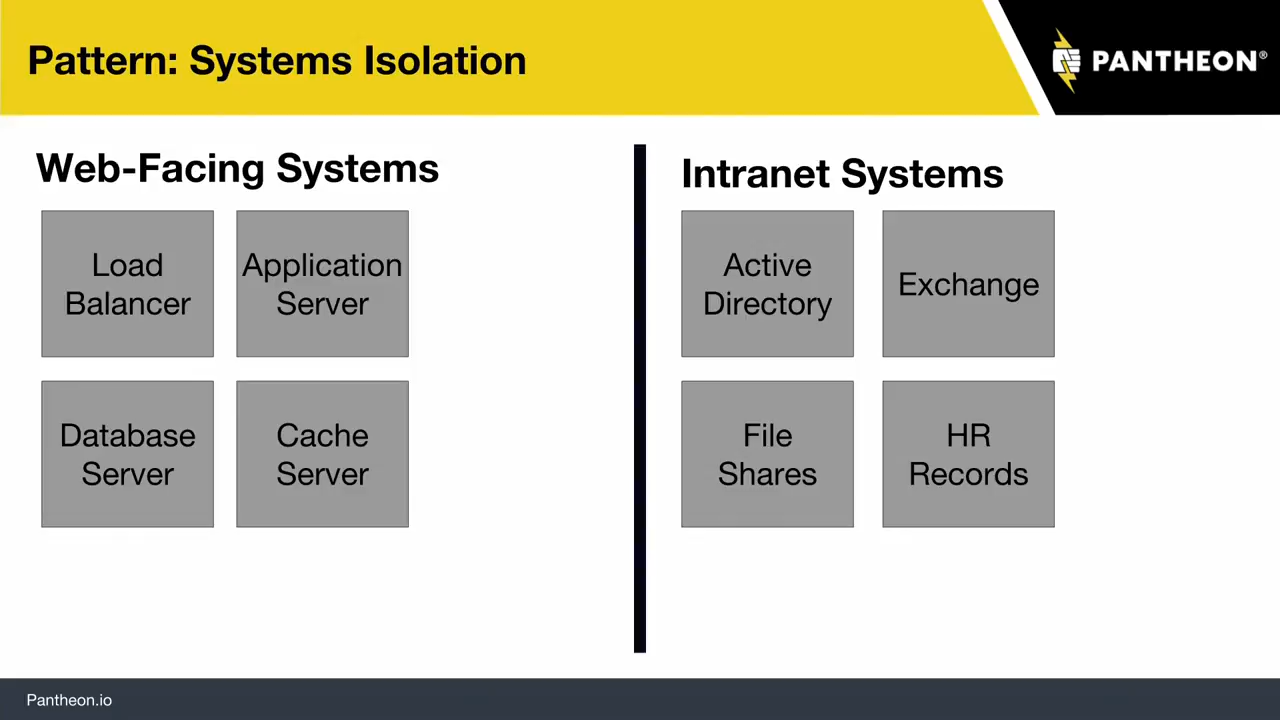 Pattern: Systems Isolation
PANTHEON®
Web-Facing Systems
Load
Balancer
Application
Server
Database
Server
Cache
Server
Intranet Systems
Active
Directory
Exchange
File
Shares
HR
Records
Pantheon.io